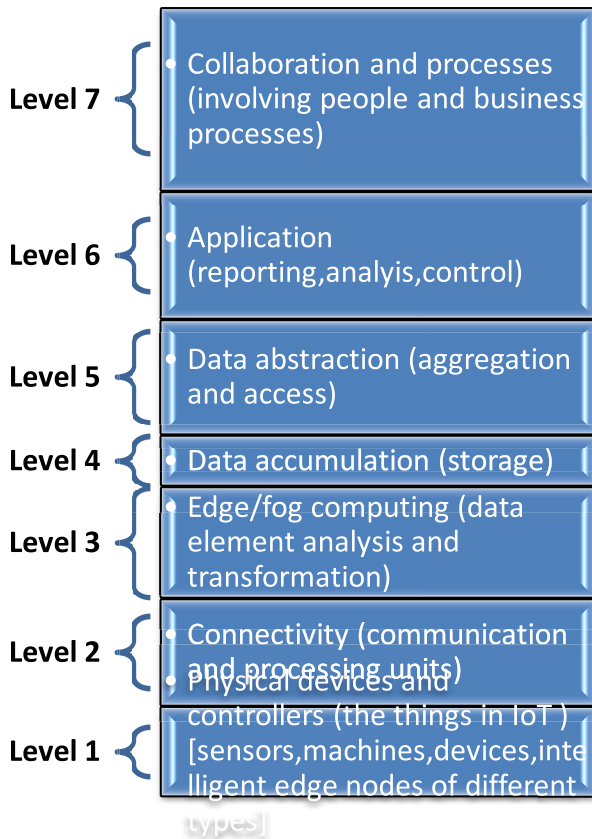 Level 7
• Collaboration and processes
(involving people and business
processes)
Level 6
• Application
(reporting,analyis,control)
Level 5
• Data abstraction (aggregation
and access)
Level 4
• Data accumulation (storage)
Level 3
• Edge/fog computing (data
element analysis and
transformation)
Level 2
• Connectivity (communication
and processing units)
Level 1
• Physical devices and
controllers (the things in IoT )
[sensors,machines,devices,inte
lligent edge nodes of different
types]